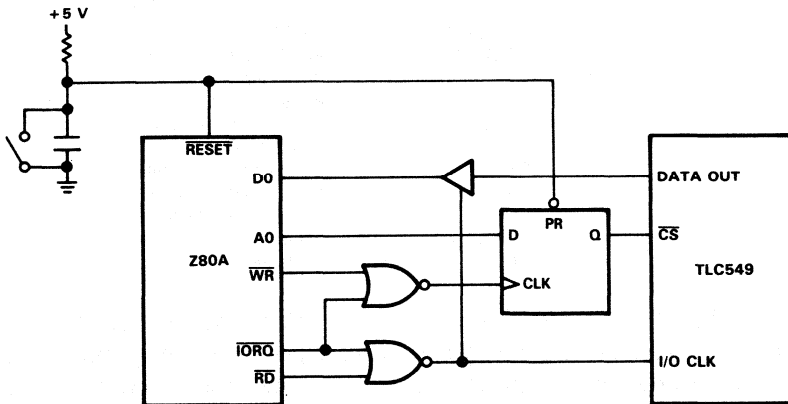 +5 V
RESET
D0
DATA OUT
PR
A0
D
Q
CS
Z80A
WR
CLK
TLC549
IORQ
I/O CLK
RD